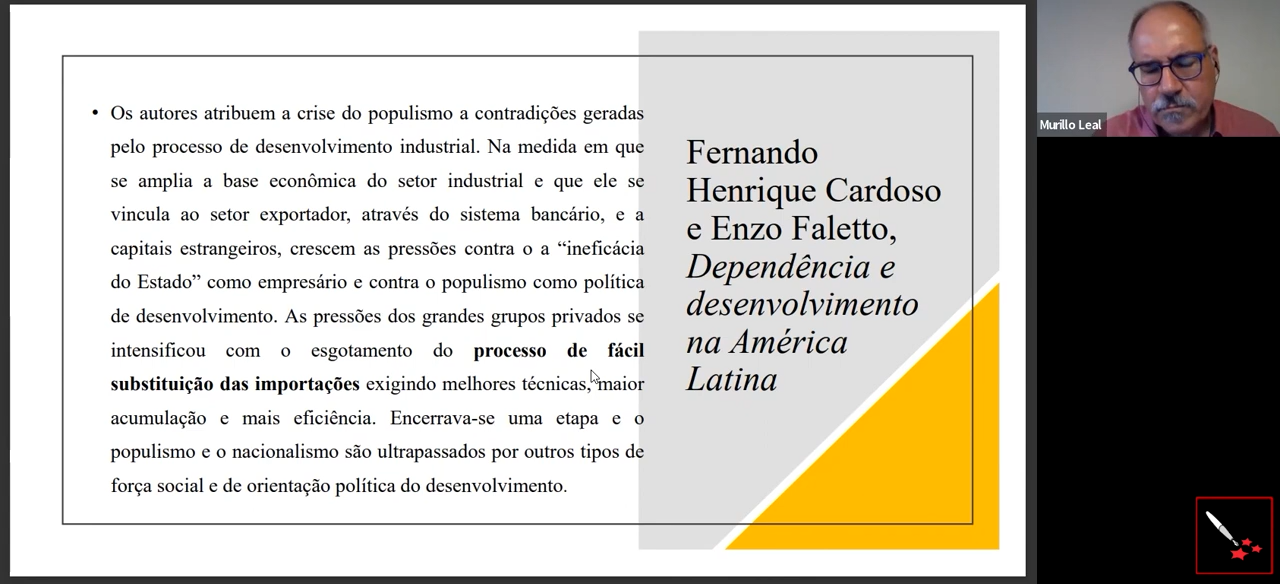 • Os autores atribuem a crise do populismo a contradições geradas
pelo processo de desenvolvimento industrial. Na medida em que
se amplia a base econômica do setor industrial e que ele se
vincula ao setor exportador, através do sistema bancário, e a
capitais estrangeiros, crescem as pressões contra o a “ineficácia
do Estado” como empresário e contra o populismo como política
de desenvolvimento. As pressões dos grandes grupos privados se
intensificou com o esgotamento do processo de fácil
substituição das importações exigindo melhores técnicas, maior
acumulação e mais eficiência. Encerrava-se uma etapa e o
populismo e o nacionalismo são ultrapassados por outros tipos de
força social e de orientação política do desenvolvimento.
Fernando
Henrique Cardoso
e Enzo Faletto,
Dependência e
desenvolvimento
na América
Latina
Murillo Leal